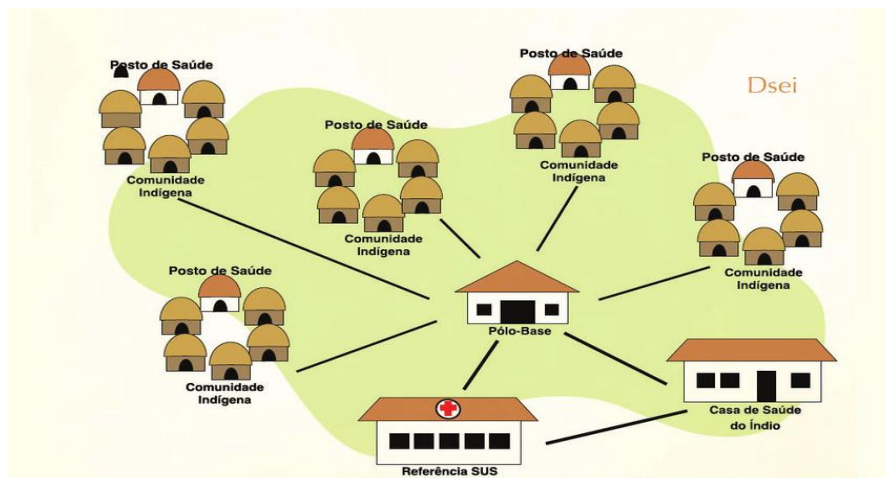 Posto de Saúde
Comunidade
Indígena
Posto de Saúde
Comunidade
Indígena
Posto de Saúde
Comunidade
Indígena
Dsei
Posto de Saúde
Comunidade
Indígena
Posto de Saúde
Comunidade
Indígena
Pólo-Base
Casa de Saúde
do Índio
Referência SUS